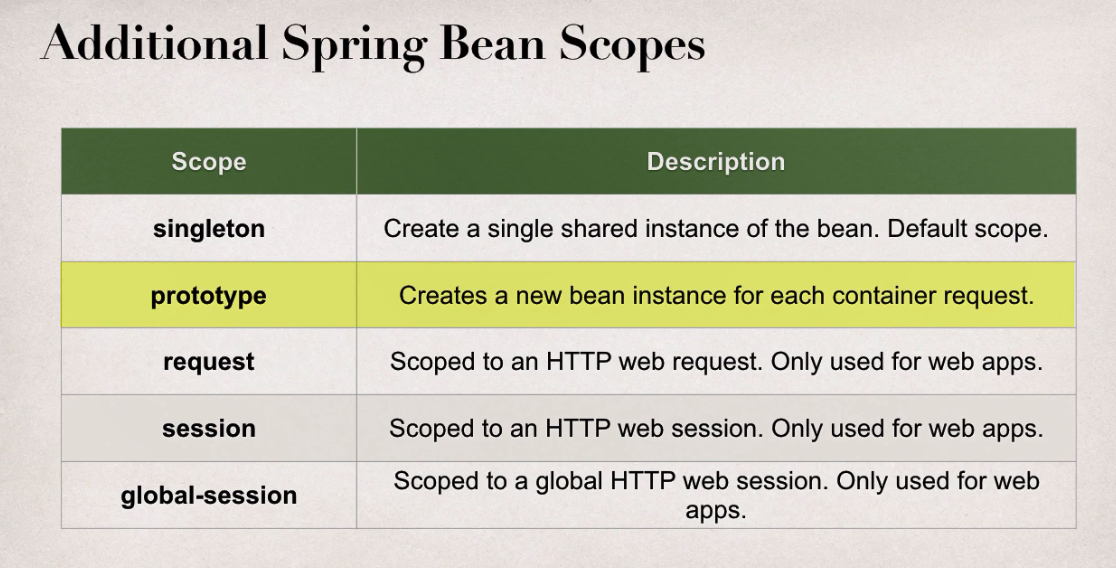 Additional Spring Bean Scopes
Scope Description
singleton Create a single shared instance of the bean. Default scope.
prototype Creates a new bean instance for each container request.
request Scoped to an HTTP web request. Only used for web apps.
session Scoped to an HTTP web session. Only used for web apps.
global-session Scoped to a global HTTP web session. Only used for web
apps.